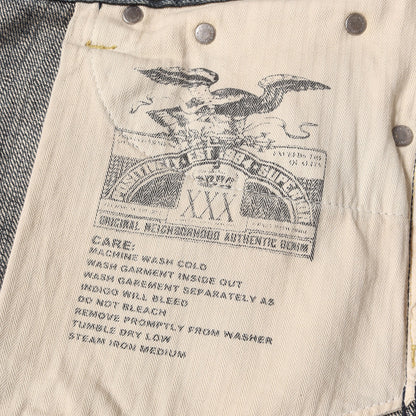 XXX
ORIGINAL NEIGHBORHOOD AUTHENTIC DENIM
CARE:
MACHINE WASH COLD
WASH GARMENT INSIDE OUT
WASH GAREMENT SEPARATELY AS
INDIGO WILL BLEED
DO NOT BLEACH
REMOVE PROMPTLY FROM WASHER
TUMBLE DRY LOW
STEAM IRON MEDIUM